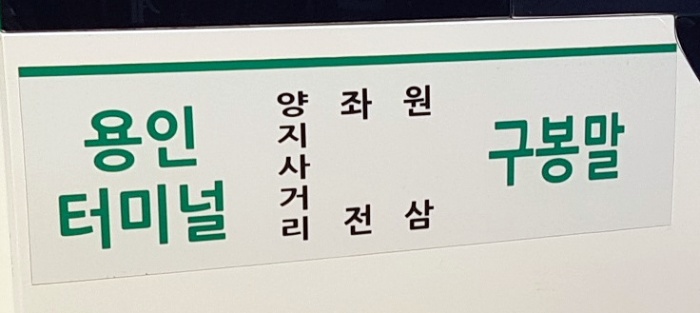 용인
터미널
양지사거리
좌전
원삼
구봉말